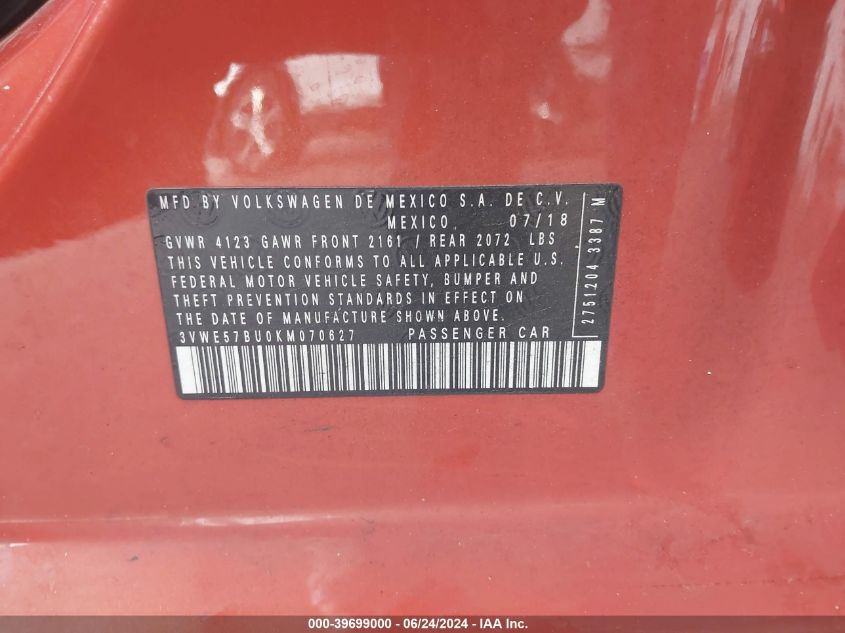 MFD BY VOLKSWAGEN DE MEXICO S.A. DE C.V.
MEXICO, 07/18
GVWR 4123 GAWR FRONT 2161 / REAR 2072 LBS
THIS VEHICLE CONFORMS TO ALL APPLICABLE U.S.
FEDERAL MOTOR VEHICLE SAFETY, BUMPER AND
THEFT PREVENTION STANDARDS IN EFFECT ON
THE DATE OF MANUFACTURE SHOWN ABOVE.
3VWE57BU0KM070627 PASSENGER CAR
2751204 3387 M
000-39699000 - 06/24/2024 - IAA Inc.